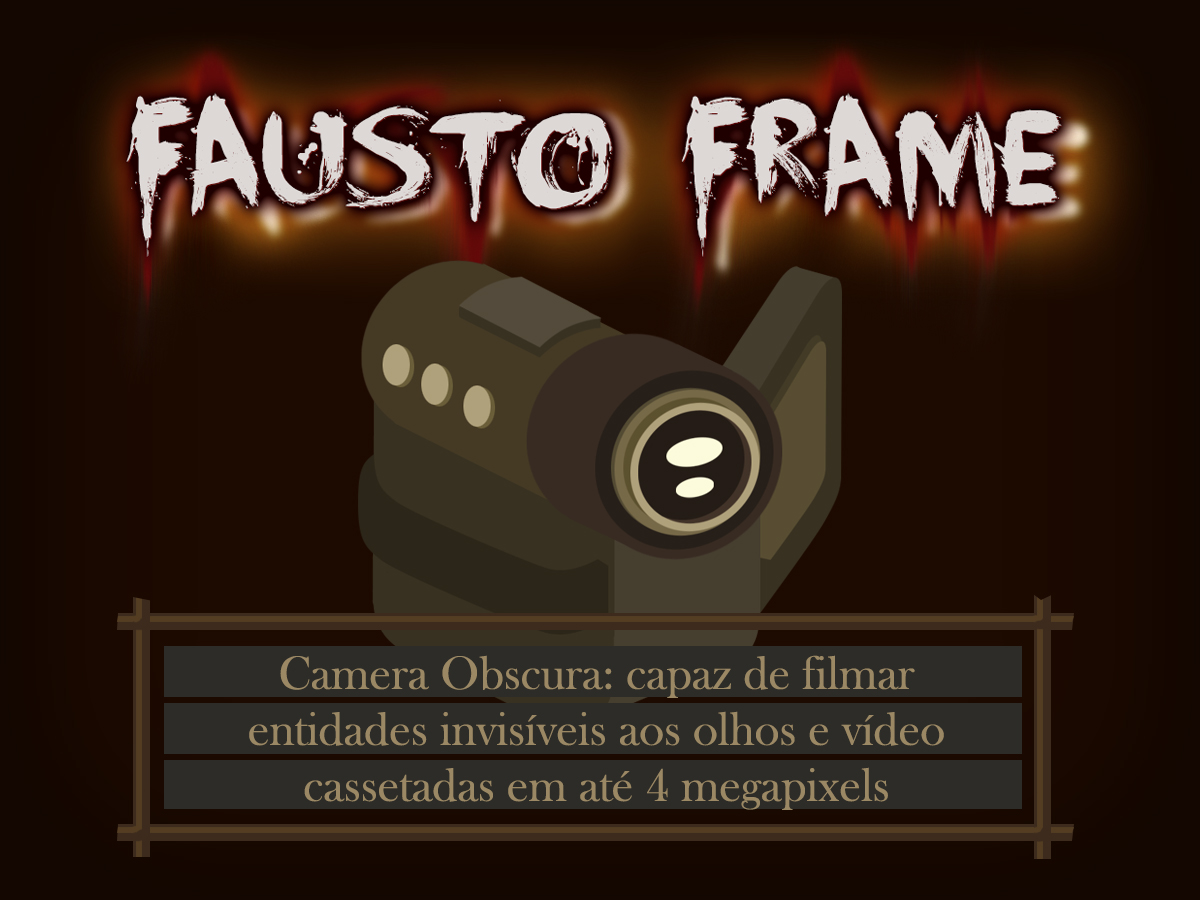 FAUSTO FRAME
Camera Obscura: capaz de filmar
entidades invisíveis aos olhos e vídeo
cassetadas em até 4 megapixels